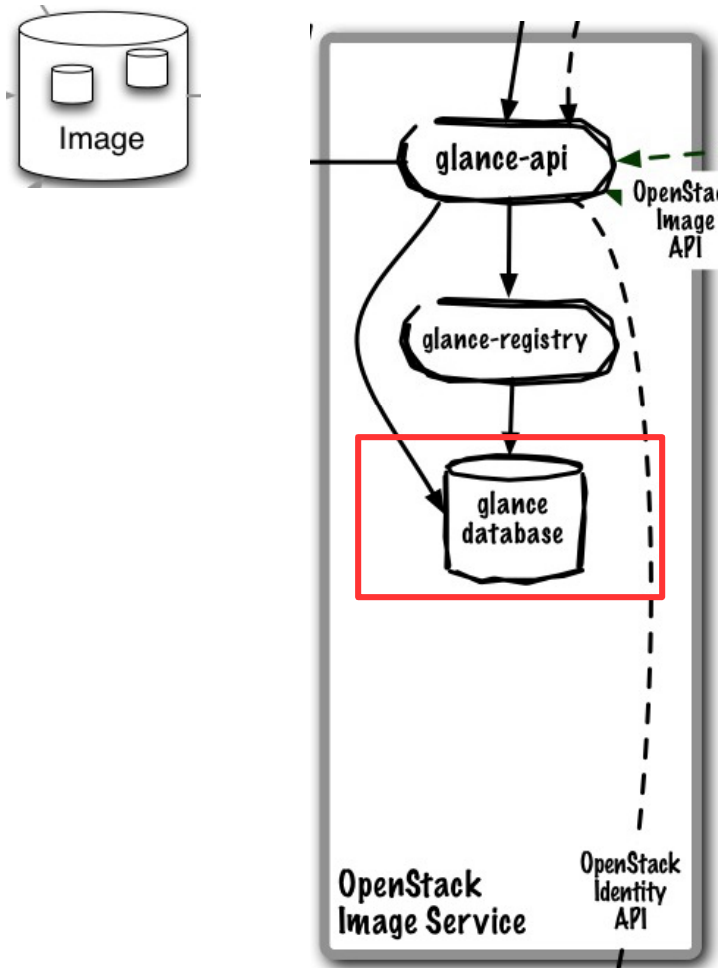 Image
glance-api
OpenStac
Image
API
glance-registry
glance
database
OpenStack
Image Service
OpenStack
Identity
API